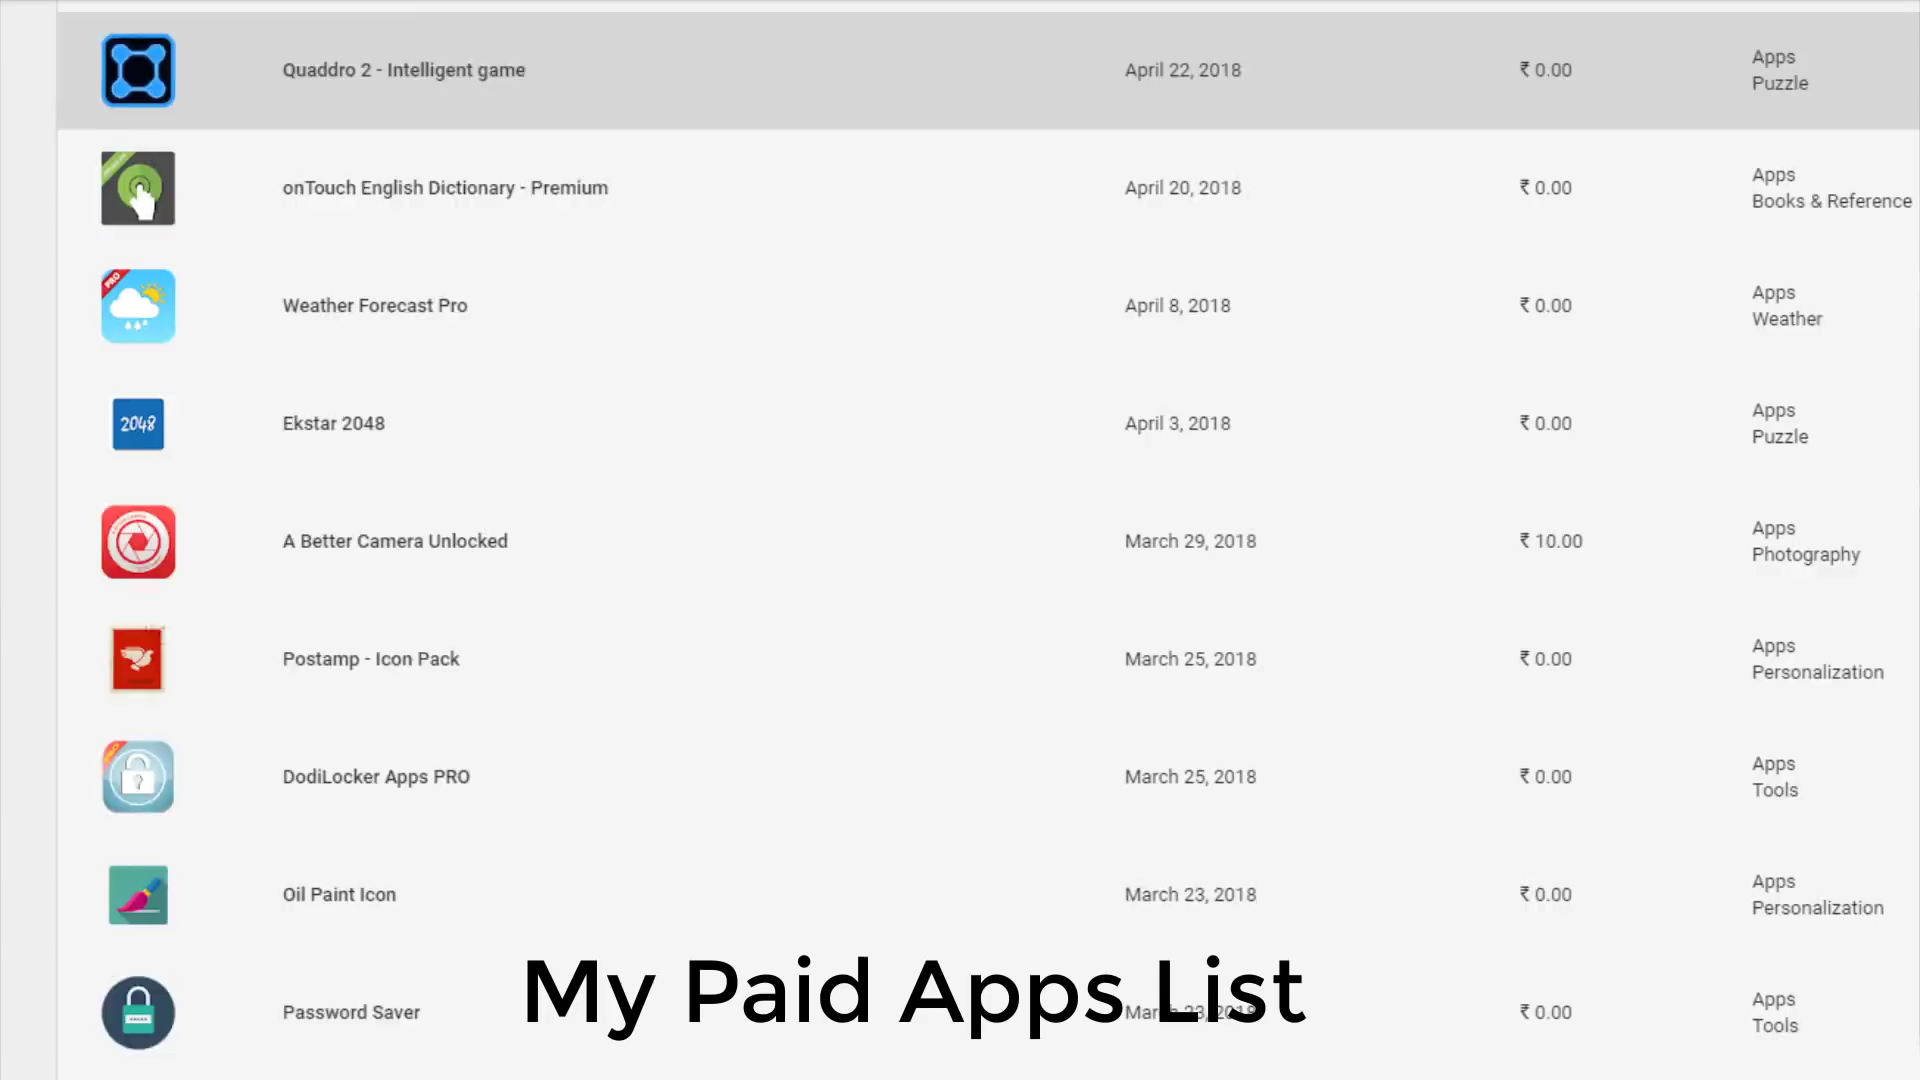 Quaddro 2 - Intelligent game April 22, 2018 ₹ 0.00 Apps
Puzzle
onTouch English Dictionary - Premium April 20, 2018 ₹ 0.00 Apps
Books & Reference
PRO
Weather Forecast Pro April 8, 2018 ₹ 0.00 Apps
Weather
2048
Ekstar 2048 April 3, 2018 ₹ 0.00 Apps
Puzzle
A Better Camera Unlocked March 29, 2018 ₹ 10.00 Apps
Photography
Postamp - Icon Pack March 25, 2018 ₹ 0.00 Apps
Personalization
DodiLocker Apps PRO March 25, 2018 ₹ 0.00 Apps
Tools
Oil Paint Icon March 23, 2018 ₹ 0.00 Apps
Personalization
Password Saver March 23, 2018 ₹ 0.00 Apps
Tools
My Paid Apps List